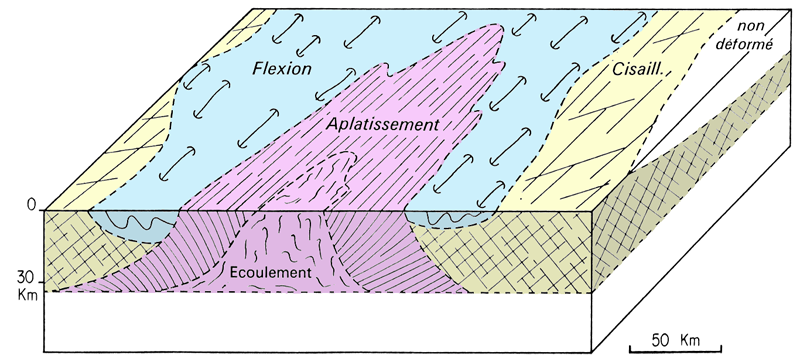 non
déformé
Flexion
Cisaill.
Aplatissement
0
Ecoulement
30
Km
50 Km